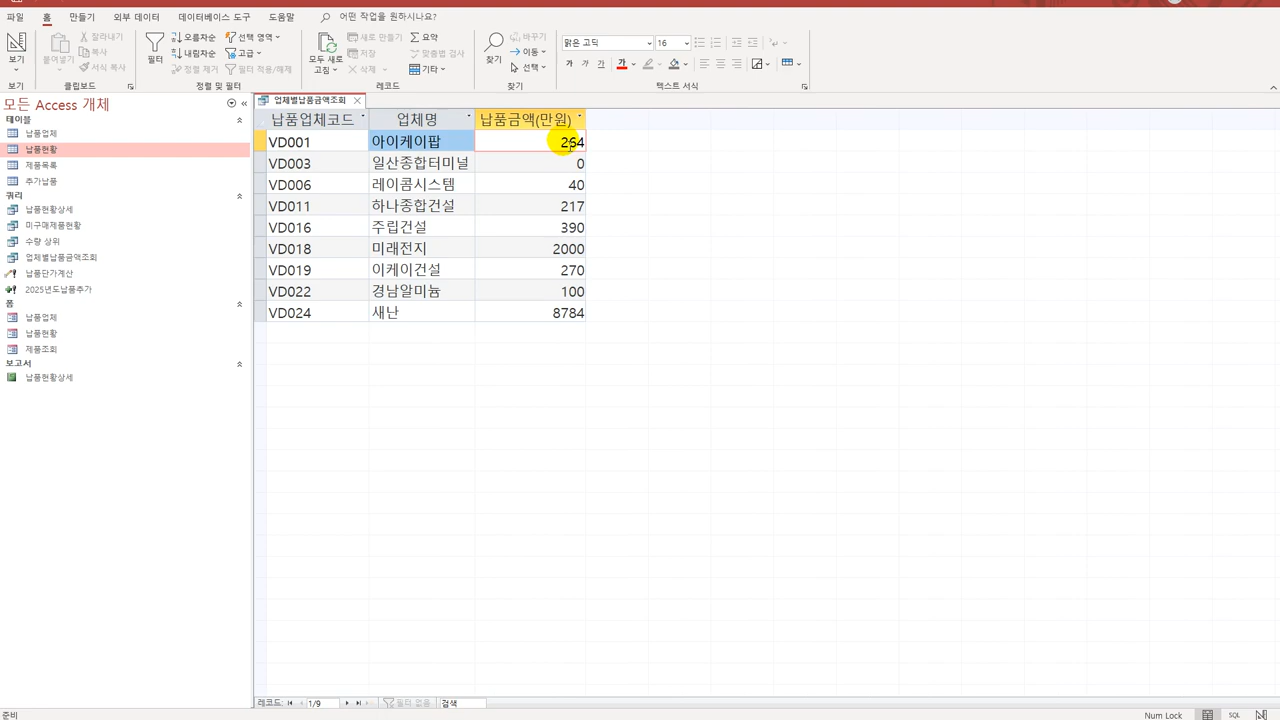 파일 홈 만들기 외부 데이터 데이터베이스 도구 도움말 어떤 작업을 원하시나요?
보기 붙여넣기 잘라내기 복사 서식 복사
필터 오름차순 내림차순 정렬 제거 선택 영역 고급 필터 적용/해제
모두 새로 고침 새로 만들기 저장 삭제 요약 맞춤법 검사 기타
찾기 바꾸기 이동 선택
맑은 고딕 16
가 가 가 가
보기 클립보드 정렬 및 필터 레코드 찾기 텍스트 서식
모든 Access 개체
테이블
납품업체
납품현황
제품목록
추가납품
쿼리
납품현황상세
미구매제품현황
수량 상위
업체별납품금액조회
납품단가계산
2025년도납품추가
폼
납품업체
납품현황
제품조회
보고서
납품현황상세
업체별납품금액조회
납품업체코드 업체명 납품금액(만원)
VD001 아이케이팝 264
VD003 일산종합터미널 0
VD006 레이콤시스템 40
VD011 하나종합건설 217
VD016 주립건설 390
VD018 미래전지 2000
VD019 이케이건설 270
VD022 경남알미늄 100
VD024 새난 8784
레코드: 1/9 필터 없음 검색
준비 Num Lock SQL